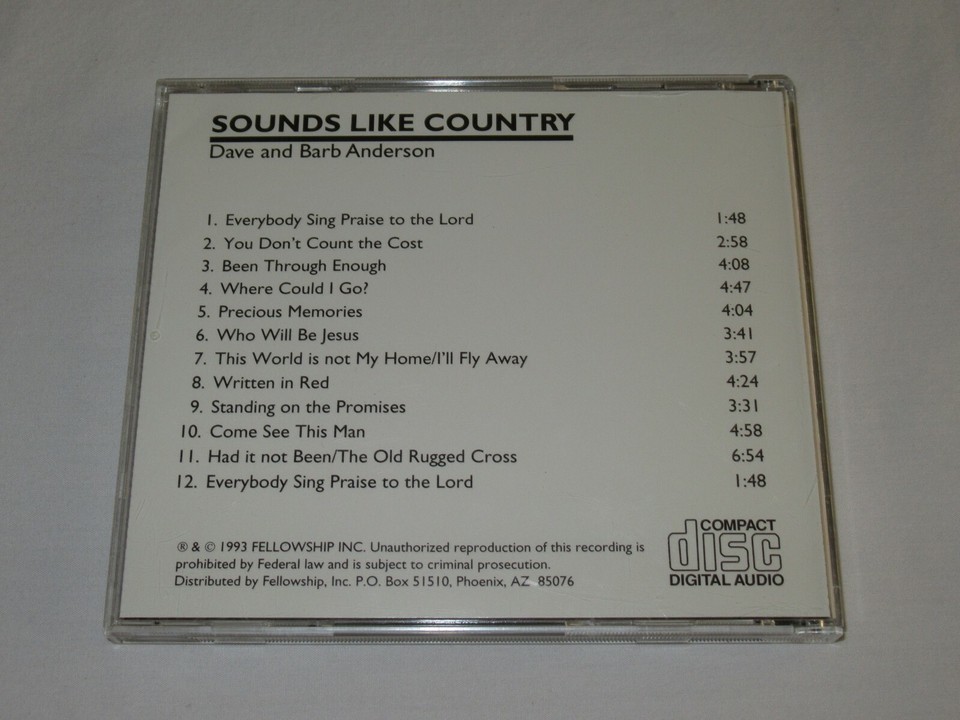 SOUNDS LIKE COUNTRY
Dave and Barb Anderson
1. Everybody Sing Praise to the Lord 1:48
2. You Don't Count the Cost 2:58
3. Been Through Enough 4:08
4. Where Could I Go? 4:47
5. Precious Memories 4:04
6. Who Will Be Jesus 3:41
7. This World is not My Home/I'll Fly Away 3:57
8. Written in Red 4:24
9. Standing on the Promises 3:31
10. Come See This Man 4:58
11. Had it not Been/The Old Rugged Cross 6:54
12. Everybody Sing Praise to the Lord 1:48
® & © 1993 FELLOWSHIP INC. Unauthorized reproduction of this recording is
prohibited by Federal law and is subject to criminal prosecution.
Distributed by Fellowship, Inc. P.O. Box 51510, Phoenix, AZ 85076
COMPACT
disc
DIGITAL AUDIO